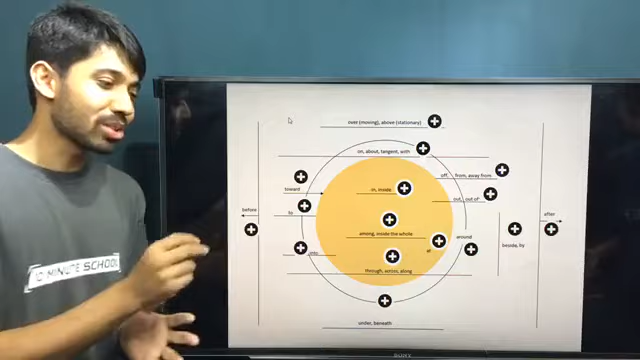 over (moving), above (stationary)
on, about, tangent, with
off, from, away from
toward
in, inside
out, out of
before
to
after
among, inside the whole
at
around
beside, by
onto
through, across, along
under, beneath
10 MINUTE SCHOOL
SONY